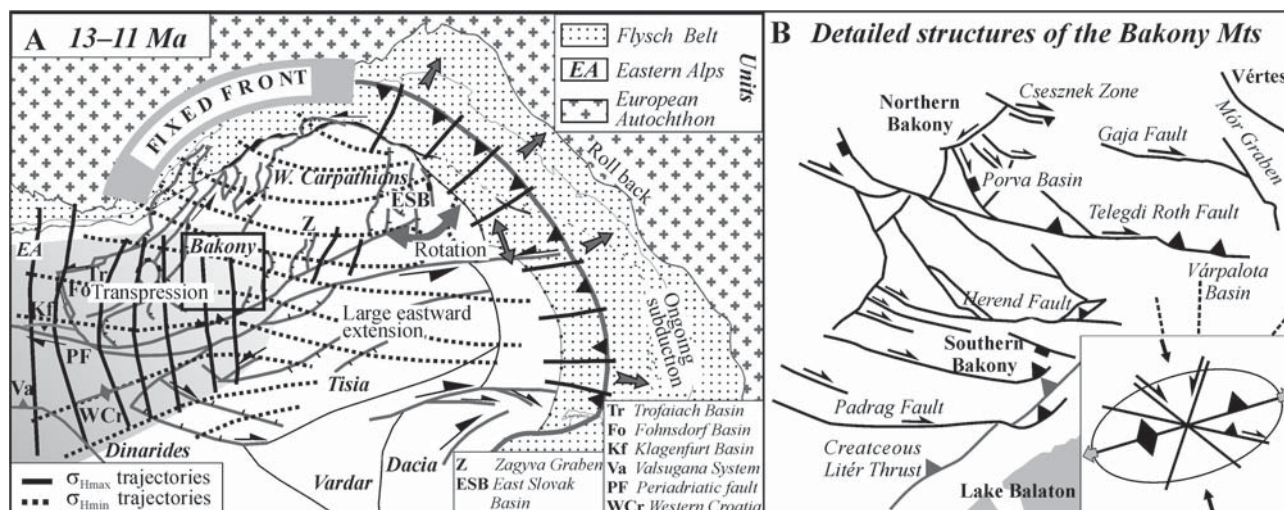 A 13–11 Ma
Flysch Belt
EA Eastern Alps
European
Autochthon
Units
FIXED FRONT
Roll back
W. Carpathians
ESB
Z
Rotation
EA
Bakony
Tr
Fo
Transpression
Kf
Large eastward
extension
Ongoing
subduction
PF
Va
Tisia
WCr
Dinarides
Dacia
Vardar
σHmax trajectories
σHmin trajectories
Z Zagyva Graben
ESB East Slovak
Basin
Tr Trofaiach Basin
Fo Fohnsdorf Basin
Kf Klagenfurt Basin
Va Valsugana System
PF Periadriatic fault
WCr Western Croatia
B Detailed structures of the Bakony Mts
Vértes
Csesznek Zone
Northern
Bakony
Gaja Fault
Mór Graben
Porva Basin
Telegdi Roth Fault
Várpalota
Basin
Herend Fault
Southern
Bakony
Padrag Fault
Creatceous
Litér Thrust
Lake Balaton